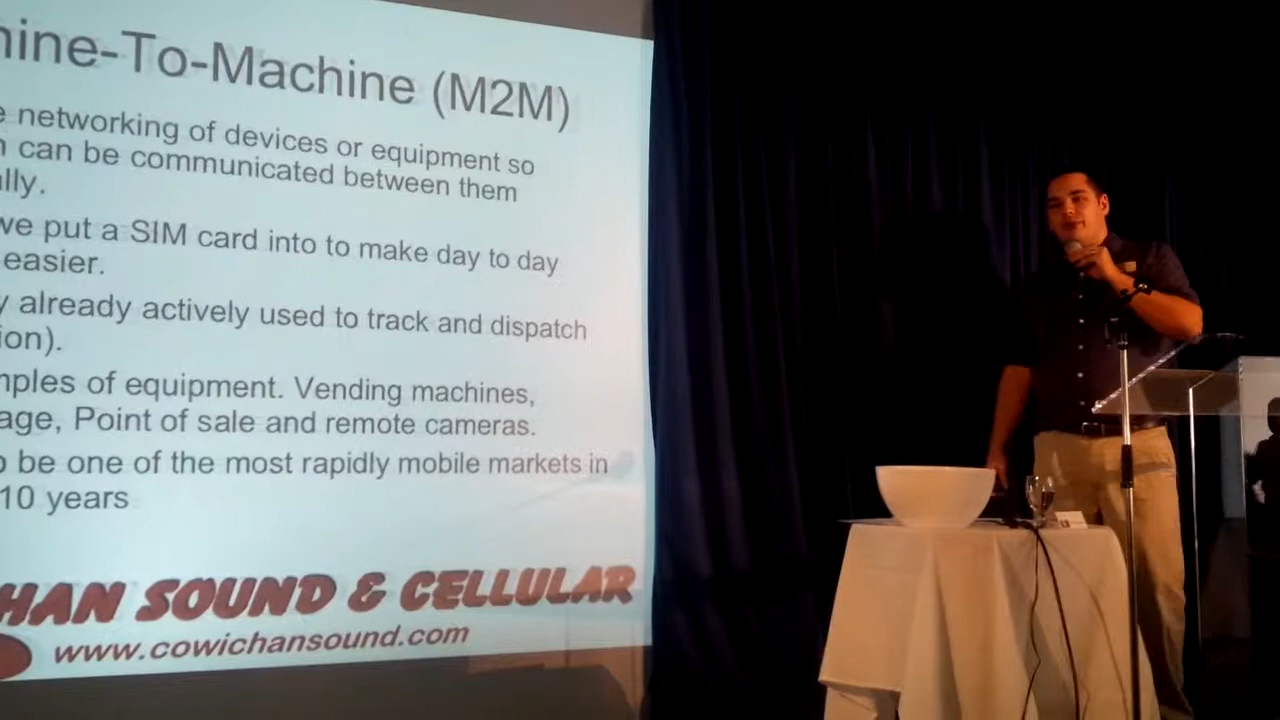 hine-To-Machine (M2M)
e networking of devices or equipment so
n can be communicated between them
ally.
we put a SIM card into to make day to day
easier.
y already actively used to track and dispatch
ion).
mples of equipment. Vending machines,
age, Point of sale and remote cameras.
o be one of the most rapidly mobile markets in
10 years
HAN SOUND & CELLULAR
www.cowichansound.com